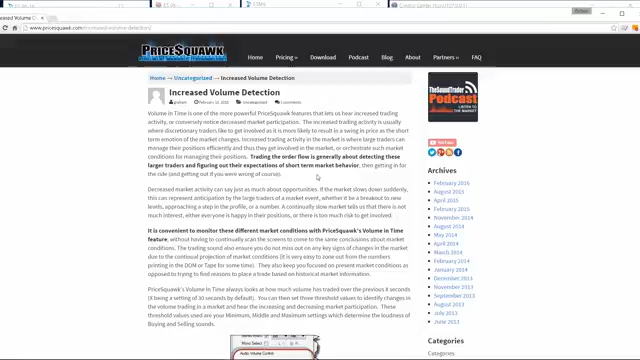 www.pricesquawk.com/increased-volume-detection/
PRICESQUAWK
Home Pricing » Download Podcast Blog About Partners » FAQ
Home → Uncategorized → Increased Volume Detection
Increased Volume Detection
graham February 10, 2016 Uncategorized 0 comments
Volume in Time is one of the more powerful PriceSquawk features that lets us hear increased trading
activity, or conversely notice decreased market participation. The increased trading activity is usually
where discretionary traders like to get involved as it is more likely to result in a swing in price as the short
term emotion of the market changes. Increased trading activity in the market is where large traders can
manage their positions efficiently and thus they get involved in the market, or orchestrate such market
conditions for managing their positions. Trading the order flow is generally about detecting these
larger traders and figuring out their expectations of short term market behavior, then getting in for
the ride (and getting out if you were wrong of course).
Decreased market activity can say just as much about opportunities. If the market slows down suddenly,
this can represent anticipation by the large traders of a market event, whether it be a breakout to new
levels, approaching a step in the profile, or a number. A continually slow market tells us that there is not
much interest, either everyone is happy in their positions, or there is too much risk to get involved.
It is convenient to monitor these different market conditions with PriceSquawk's Volume in Time
feature, without having to continually scan the screens to come to the same conclusions about market
conditions. The trading sound also ensure you do not miss out on any key signs of changes in the market
due to the continual projection of market conditions (it is very easy to zone out from the numbers
printing in the DOM or Tape for some time). They also keep you focused on present market conditions as
opposed to trying to find reasons to place a trade based on historical market information.
PriceSquawk's Volume in Time always looks at how much volume has traded over the previous X seconds
(X being a setting of 30 seconds by default). You can then set three threshold values to identify changes in
the volume trading in a market and hear the increasing and decreasing market participation. These
threshold values used are your Minimum, Middle and Maximum settings which determine the loudness of
Buying and Selling sounds.
Mono Select
Audio Volume Control
TheSoundTrader
Podcast
LISTEN TO THE
MARKET
Archives
February 2016
August 2015
April 2015
November 2014
August 2014
May 2014
April 2014
March 2014
February 2014
January 2014
December 2013
November 2013
September 2013
August 2013
July 2013
June 2013
Categories
Categories